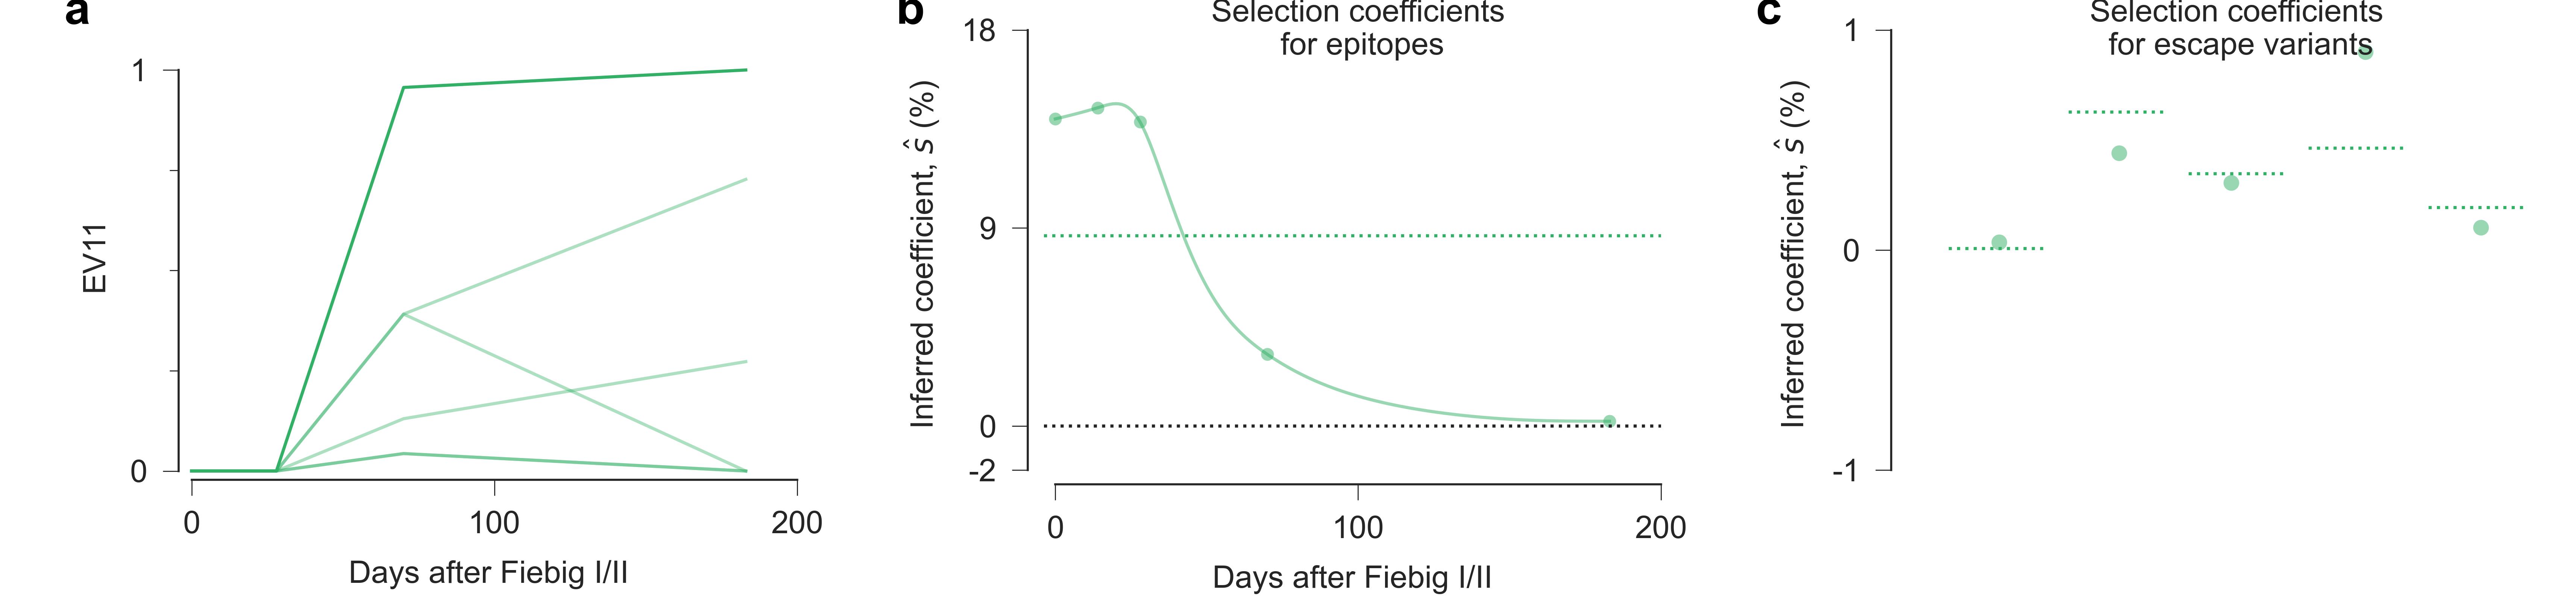 a
EV11
1
0
0
100
200
Days after Fiebig I/II
b
Selection coefficients
for epitopes
Inferred coefficient, ŝ (%)
18
9
0
-2
0
100
200
Days after Fiebig I/II
c
Selection coefficients
for escape variants
Inferred coefficient, ŝ (%)
1
0
-1